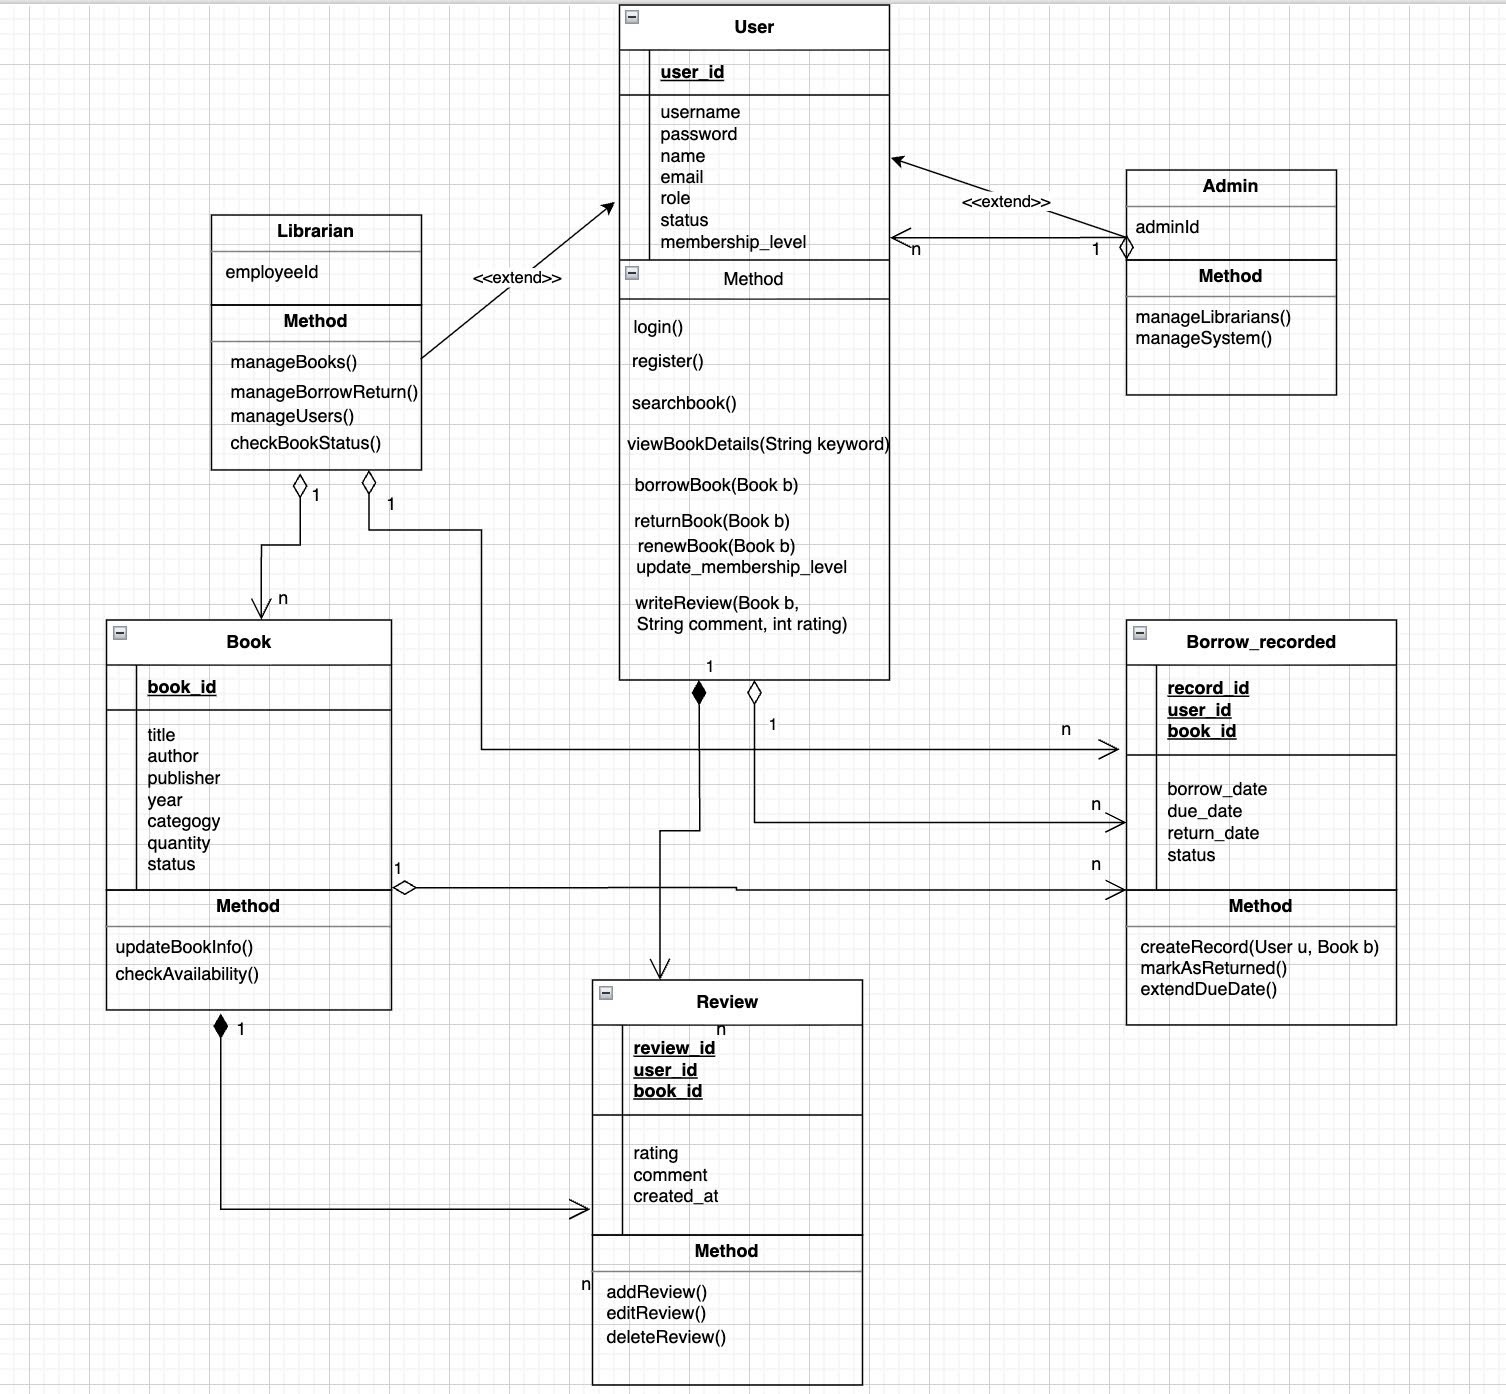 User
user_id
username
password
name
email
role
status
membership_level
Method
login()
register()
searchbook()
viewBookDetails(String keyword)
borrowBook(Book b)
returnBook(Book b)
renewBook(Book b)
update_membership_level
writeReview(Book b,
String comment, int rating)
1
1
Librarian
employeeId
Method
manageBooks()
manageBorrowReturn()
manageUsers()
checkBookStatus()
1
1
<<extend>>
<<extend>>
n
1
Admin
adminId
Method
manageLibrarians()
manageSystem()
n
Book
book_id
title
author
publisher
year
categogy
quantity
status
Method
updateBookInfo()
checkAvailability()
1
1
n
n
n
Borrow_recorded
record_id
user_id
book_id
borrow_date
due_date
return_date
status
Method
createRecord(User u, Book b)
markAsReturned()
extendDueDate()
Review
n
review_id
user_id
book_id
rating
comment
created_at
Method
n
addReview()
editReview()
deleteReview()